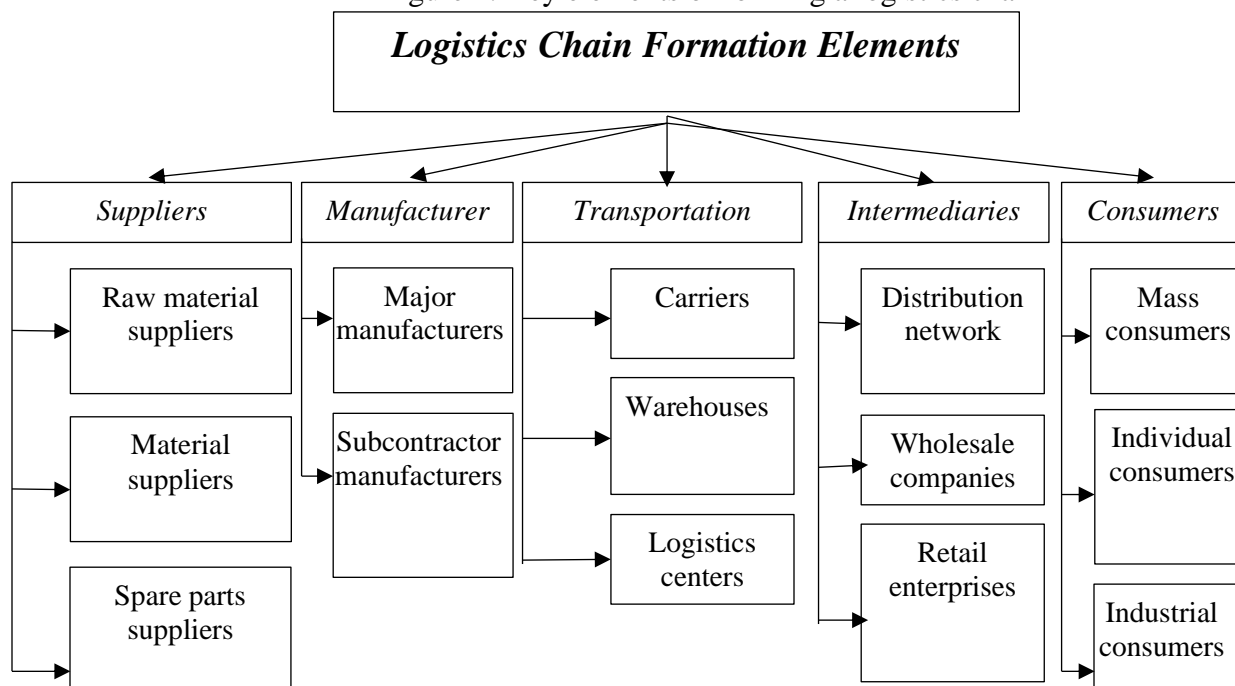 Logistics Chain Formation Elements
Suppliers
Manufacturer
Transportation
Intermediaries
Consumers
Raw material
suppliers
Material
suppliers
Spare parts
suppliers
Major
manufacturers
Subcontractor
manufacturers
Carriers
Warehouses
Logistics
centers
Distribution
network
Wholesale
companies
Retail
enterprises
Mass
consumers
Individual
consumers
Industrial
consumers